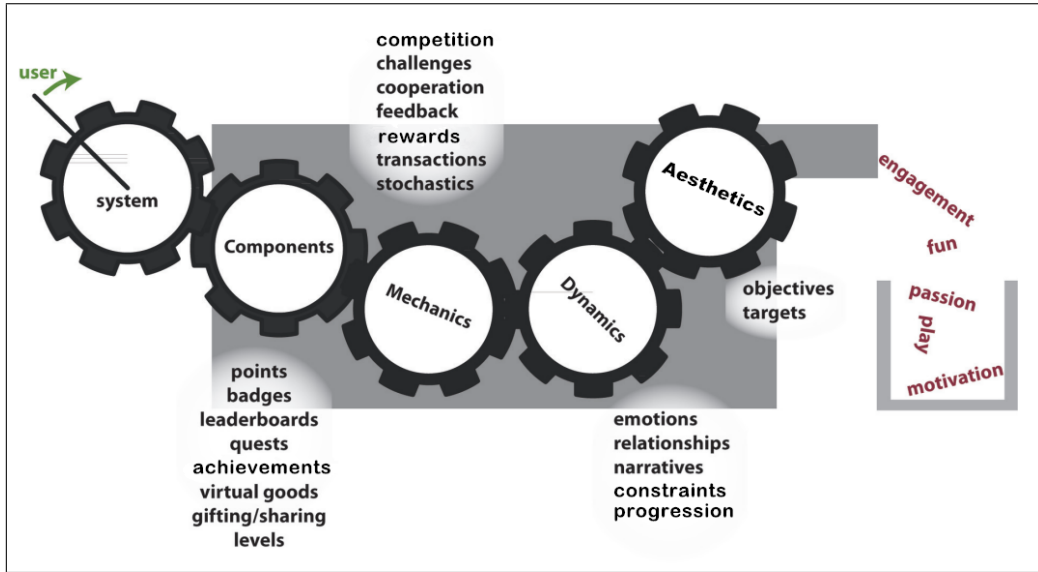 user
system
Components
points
badges
leaderboards
quests
achievements
virtual goods
gifting/sharing
levels
competition
challenges
cooperation
feedback
rewards
transactions
stochastics
Mechanics
Dynamics
emotions
relationships
narratives
constraints
progression
Aesthetics
objectives
targets
engagement
fun
passion
play
motivation